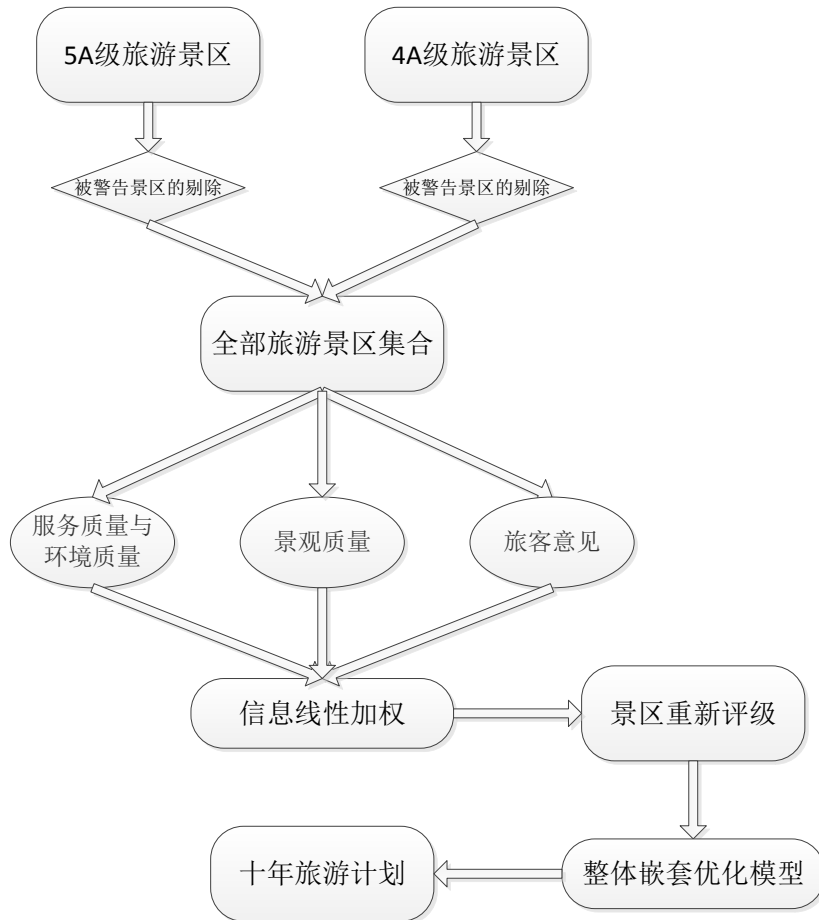 5A级旅游景区
4A级旅游景区
被警告景区的剔除
被警告景区的剔除
全部旅游景区集合
服务质量与
环境质量
景观质量
旅客意见
信息线性加权
景区重新评级
十年旅游计划
整体嵌套优化模型